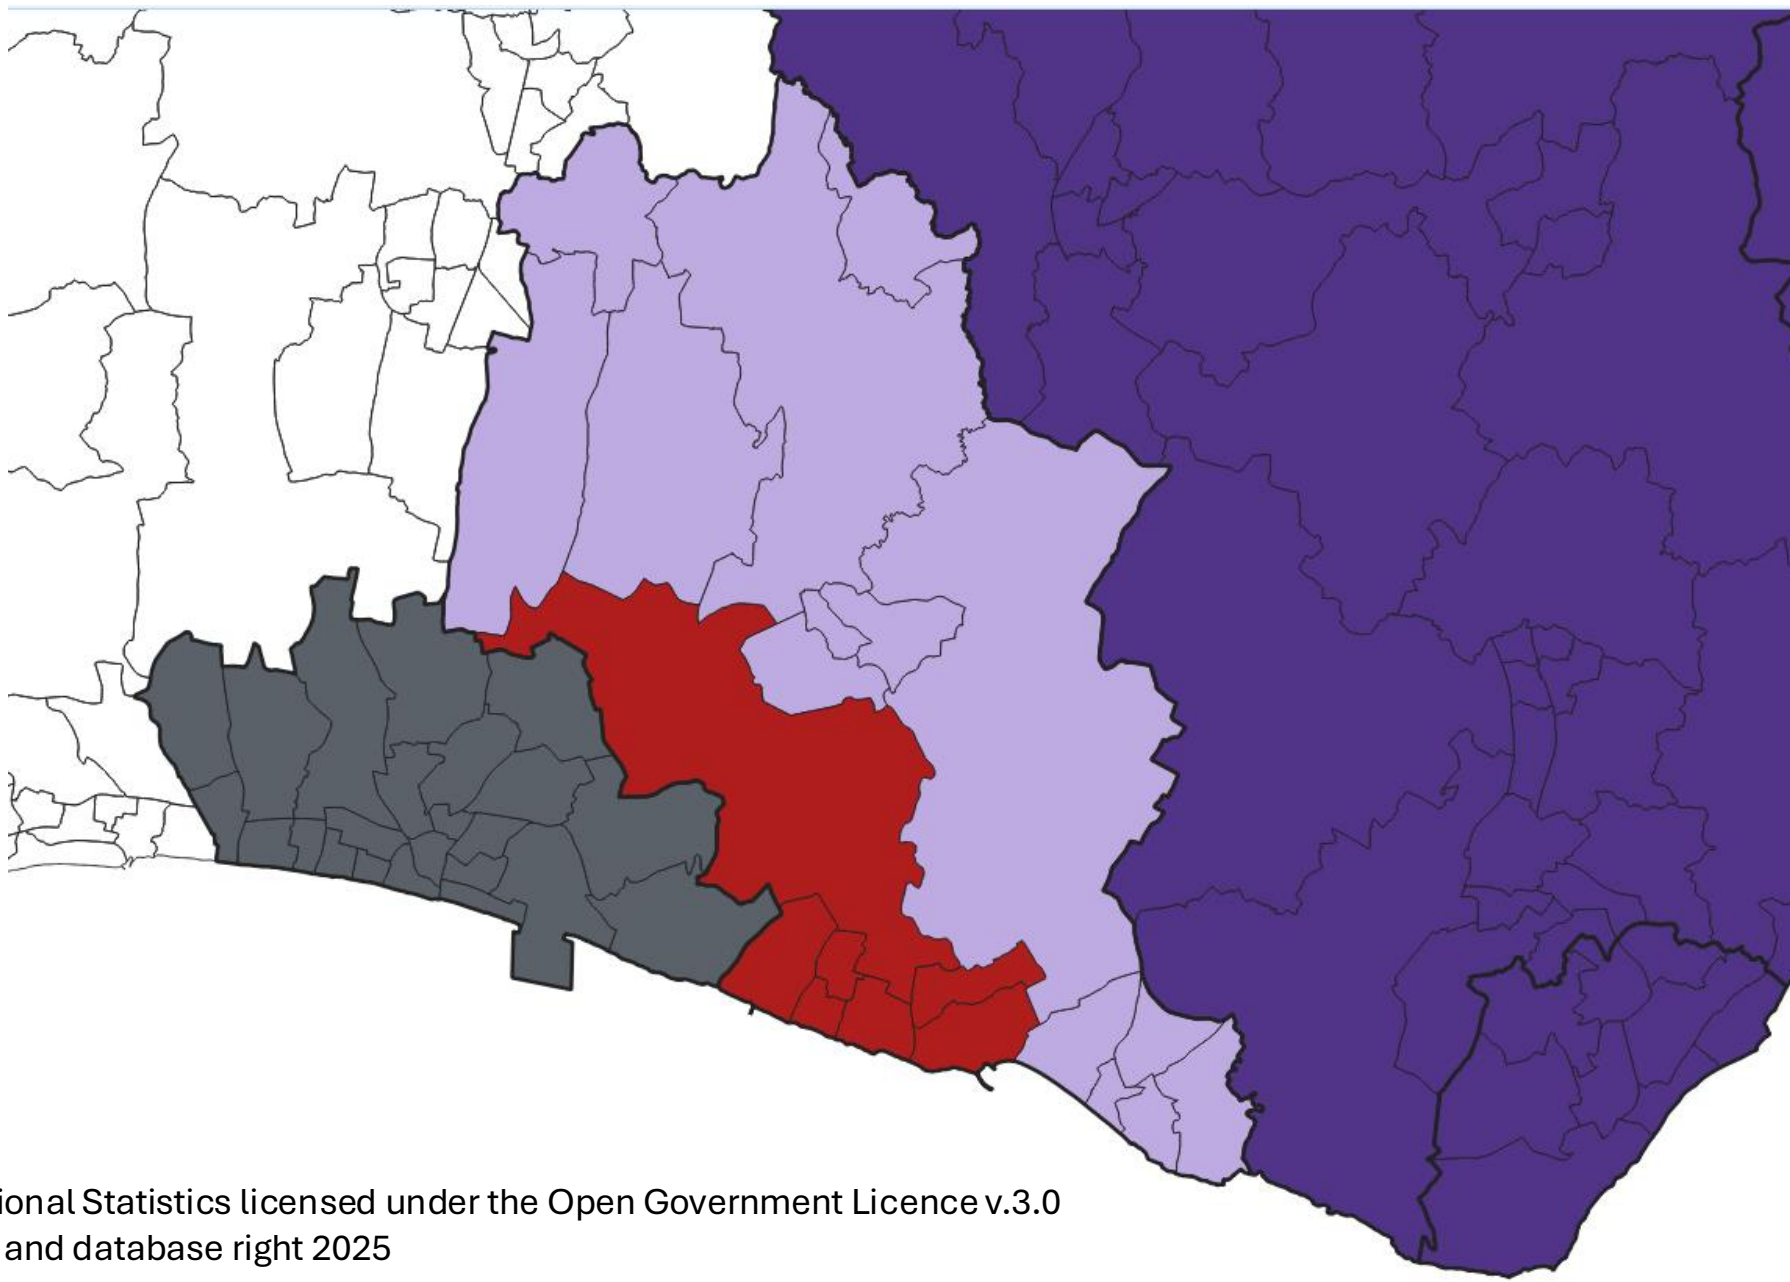 ional Statistics licensed under the Open Government Licence v.3.0
and database right 2025